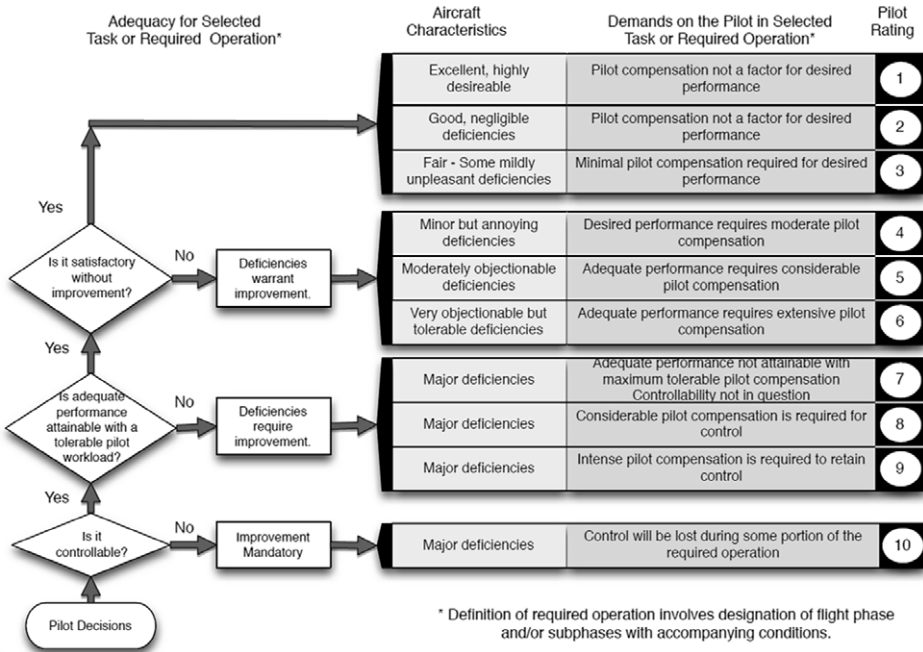 Adequacy for Selected
Task or Required Operation*
Aircraft
Characteristics
Demands on the Pilot in Selected
Task or Required Operation*
Pilot
Rating
Excellent, highly
desireable
Pilot compensation not a factor for desired
performance
1
Good, negligible
deficiencies
Pilot compensation not a factor for desired
performance
2
Fair - Some mildly
unpleasant deficiencies
Minimal pilot compensation required for desired
performance
3
Yes
Is it satisfactory
without
improvement?
No
Deficiencies
warrant
improvement.
Minor but annoying
deficiencies
Desired performance requires moderate pilot
compensation
4
Moderately objectionable
deficiencies
Adequate performance requires considerable
pilot compensation
5
Very objectionable but
tolerable deficiencies
Adequate performance requires extensive pilot
compensation
6
Yes
Is adequate
performance
attainable with a
tolerable pilot
workload?
No
Deficiencies
require
improvement.
Major deficiencies
Adequate performance not attainable with
maximum tolerable pilot compensation
Controllability not in question
7
Major deficiencies
Considerable pilot compensation is required for
control
8
Major deficiencies
Intense pilot compensation is required to retain
control
9
Yes
Is it
controllable?
No
Improvement
Mandatory
Major deficiencies
Control will be lost during some portion of the
required operation
10
Pilot Decisions
* Definition of required operation involves designation of flight phase
and/or subphases with accompanying conditions.